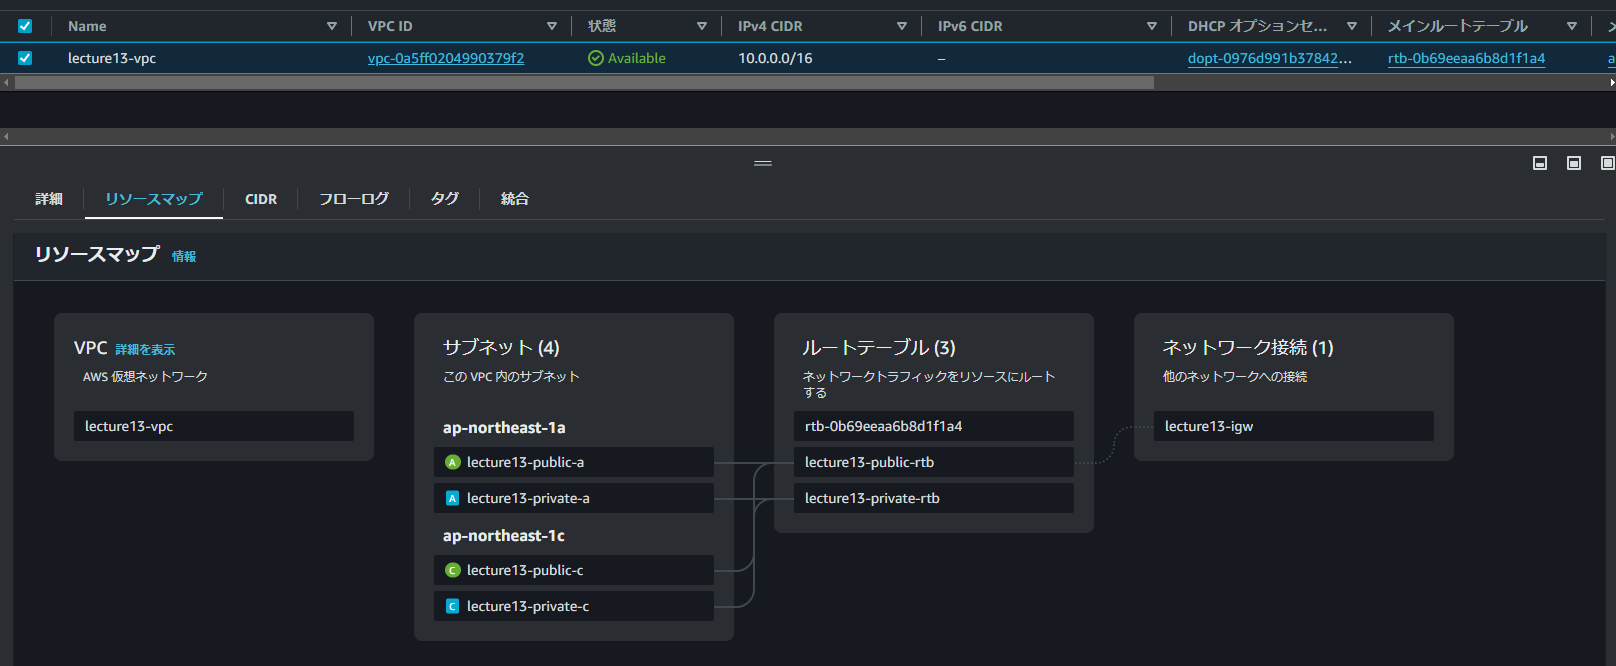 Name VPC ID 状態 IPv4 CIDR IPv6 CIDR DHCP オプションセ... メインルートテーブル
lecture13-vpc vpc-0a5ff0204990379f2 Available 10.0.0.0/16 – dopt-0976d991b37842... rtb-0b69eeaa6b8d1f1a4
詳細 リソースマップ CIDR フローログ タグ 統合
リソースマップ 情報
VPC 詳細を表示
AWS 仮想ネットワーク
lecture13-vpc
サブネット (4)
この VPC 内のサブネット
ap-northeast-1a
A lecture13-public-a
A lecture13-private-a
ap-northeast-1c
C lecture13-public-c
C lecture13-private-c
ルートテーブル (3)
ネットワークトラフィックをリソースにルート
する
rtb-0b69eeaa6b8d1f1a4
lecture13-public-rtb
lecture13-private-rtb
ネットワーク接続 (1)
他のネットワークへの接続
lecture13-igw